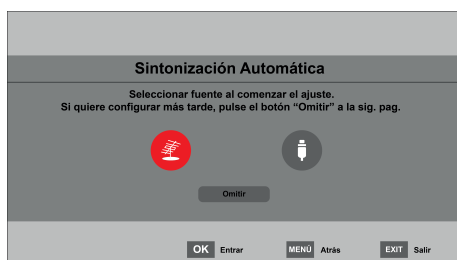 Sintonización Automática
Seleccionar fuente al comenzar el ajuste.
Si quiere configurar más tarde, pulse el botón “Omitir” a la sig. pag.
Omitir
OK Entrar MENÚ Atrás EXIT Salir